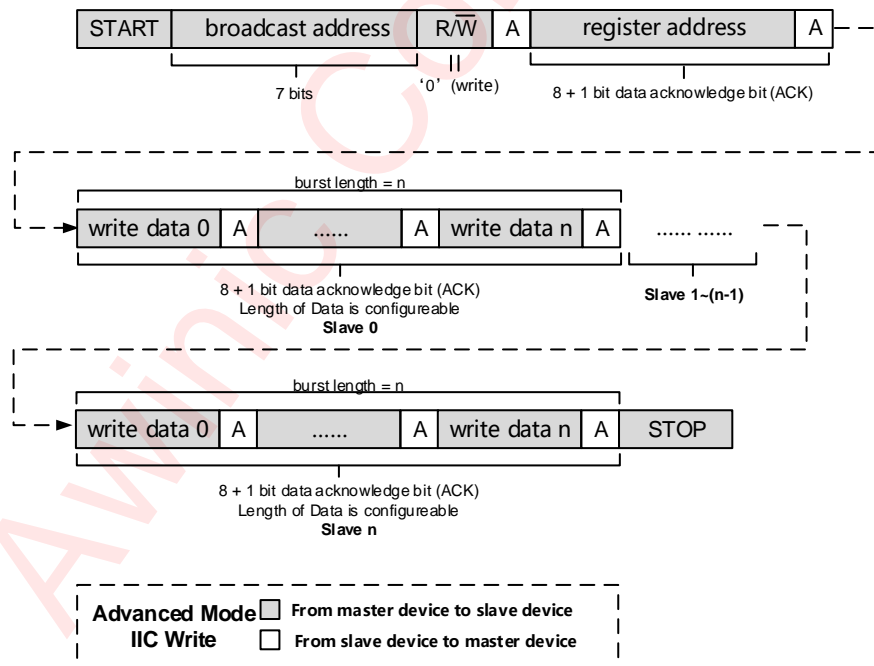 START broadcast address R/W̅ A register address A
7 bits
‘0’ (write)
8 + 1 bit data acknowledge bit (ACK)
burst length = n
write data 0 A ...... A write data n A ...... ......
8 + 1 bit data acknowledge bit (ACK)
Length of Data is configureable
Slave 0
Slave 1~(n-1)
burst length = n
write data 0 A ...... A write data n A STOP
8 + 1 bit data acknowledge bit (ACK)
Length of Data is configureable
Slave n
Advanced Mode
IIC Write
From master device to slave device
From slave device to master device
Awinic Co